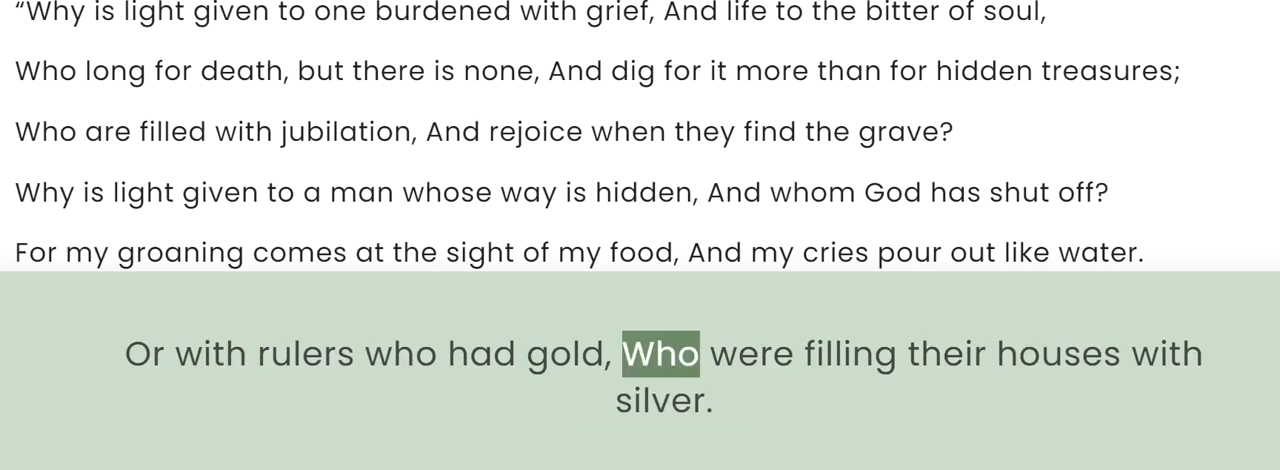 “Why is light given to one burdened with grief, And life to the bitter of soul,
Who long for death, but there is none, And dig for it more than for hidden treasures;
Who are filled with jubilation, And rejoice when they find the grave?
Why is light given to a man whose way is hidden, And whom God has shut off?
For my groaning comes at the sight of my food, And my cries pour out like water.
Or with rulers who had gold, Who were filling their houses with
silver.